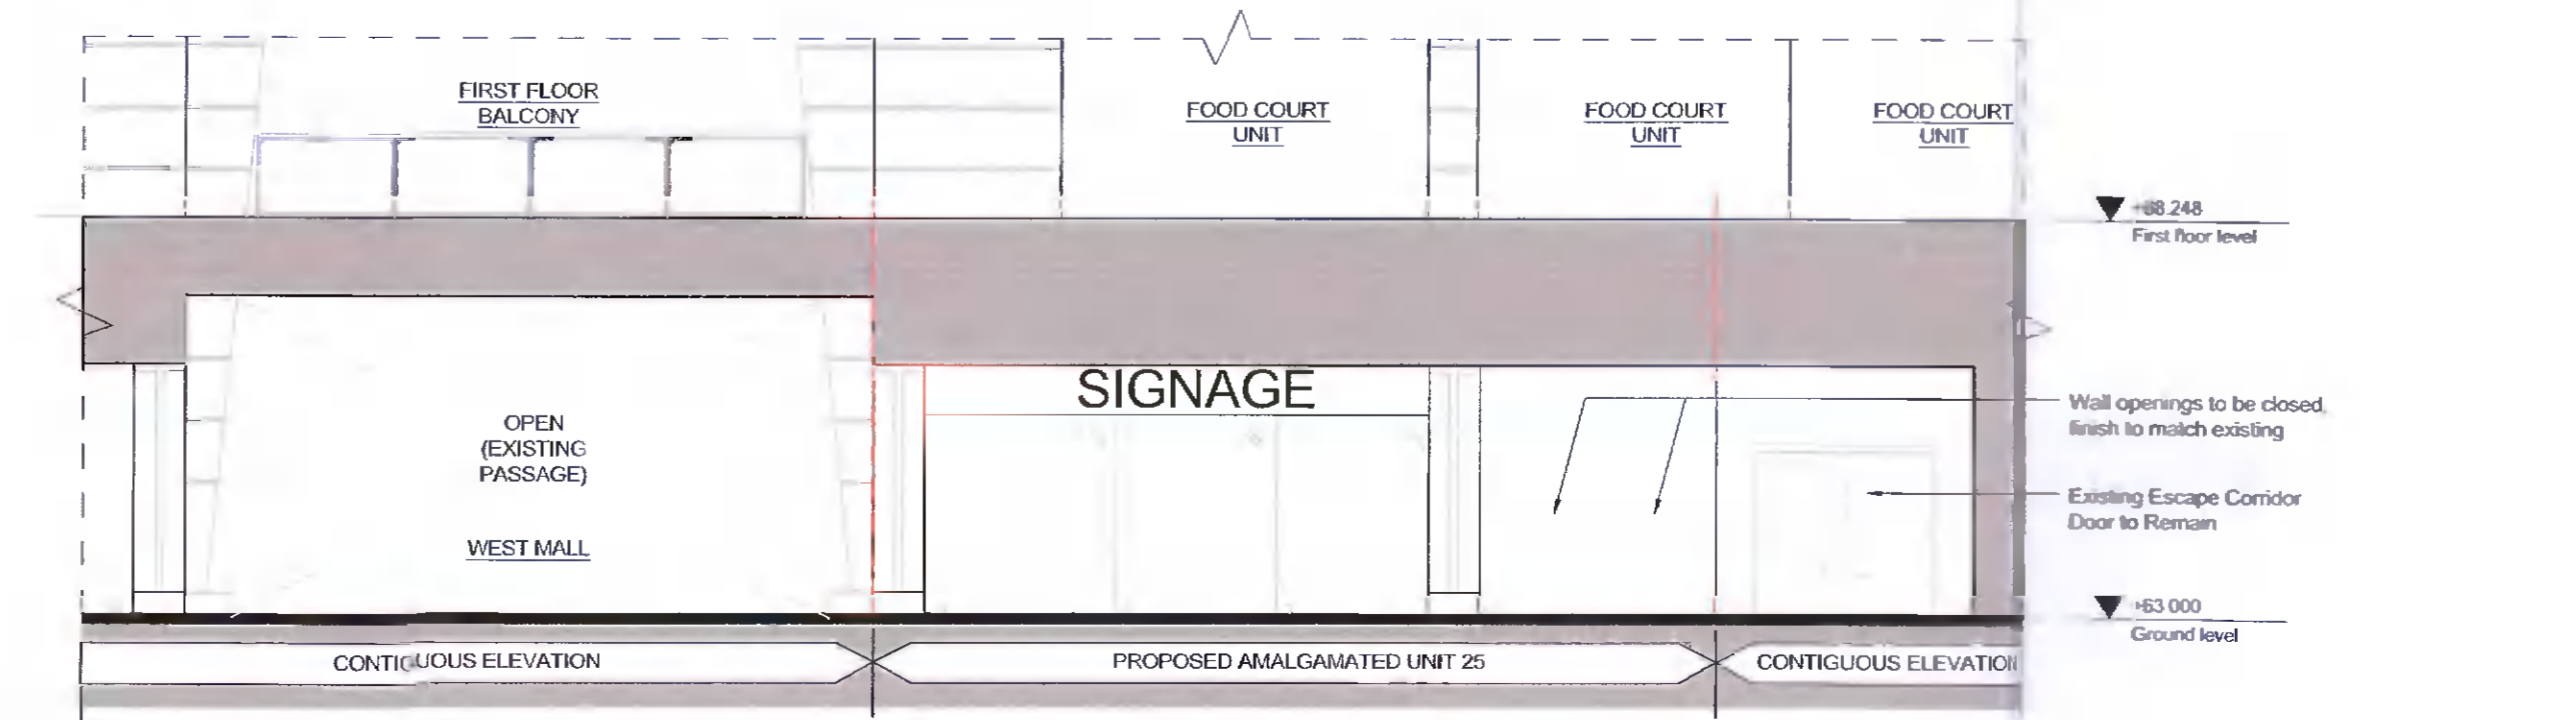 FIRST FLOOR
BALCONY
FOOD COURT
UNIT
FOOD COURT
UNIT
FOOD COURT
UNIT
+68.248
First floor level
SIGNAGE
OPEN
(EXISTING
PASSAGE)
WEST MALL
Wall openings to be closed,
finish to match existing
Existing Escape Corridor
Door to Remain
+63 000
Ground level
CONTIGUOUS ELEVATION
PROPOSED AMALGAMATED UNIT 25
CONTIGUOUS ELEVATION